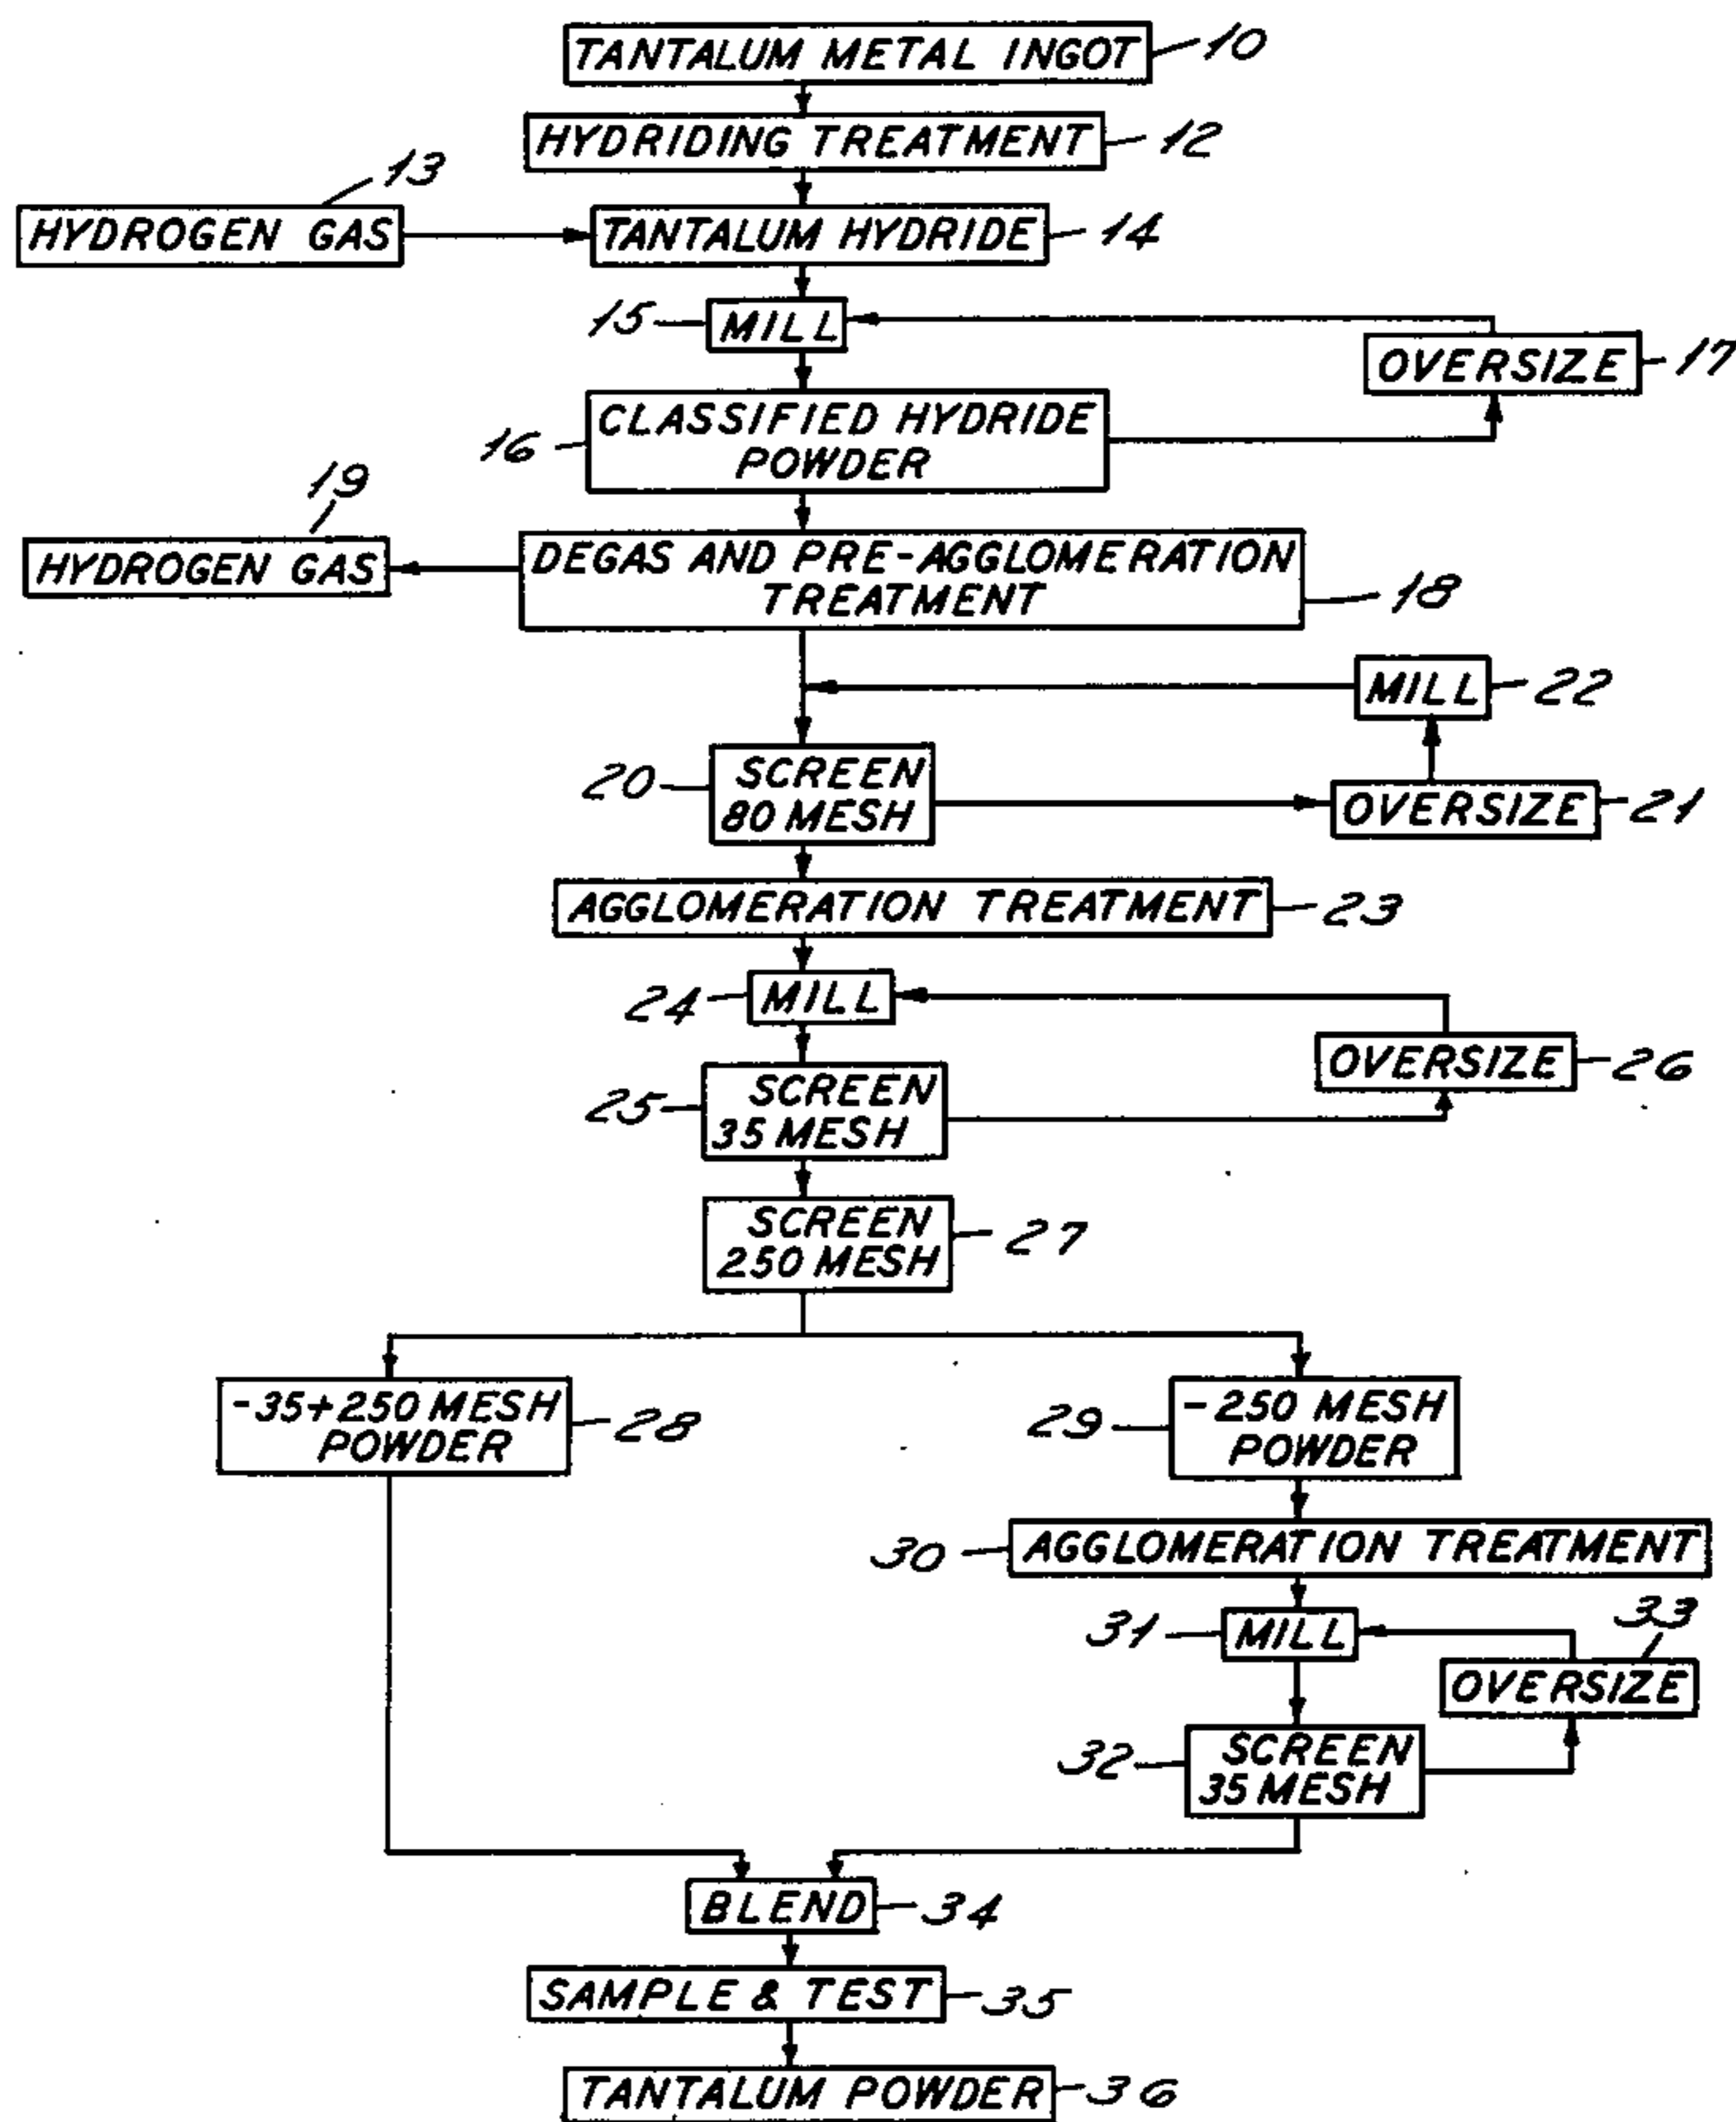 TANTALUM METAL INGOT 10
HYDRIDING TREATMENT 12
13
HYDROGEN GAS
TANTALUM HYDRIDE 14
15 MILL
OVERSIZE 17
16 CLASSIFIED HYDRIDE
POWDER
19
HYDROGEN GAS
DEGAS AND PRE-AGGLOMERATION
TREATMENT 18
MILL 22
20 SCREEN
80 MESH
OVERSIZE 21
AGGLOMERATION TREATMENT 23
24 MILL
OVERSIZE 26
25 SCREEN
35 MESH
SCREEN
250 MESH 27
-35+250 MESH
POWDER 28
29 -250 MESH
POWDER
30 AGGLOMERATION TREATMENT
31 MILL
33
OVERSIZE
32 SCREEN
35 MESH
BLEND 34
SAMPLE & TEST 35
TANTALUM POWDER 36